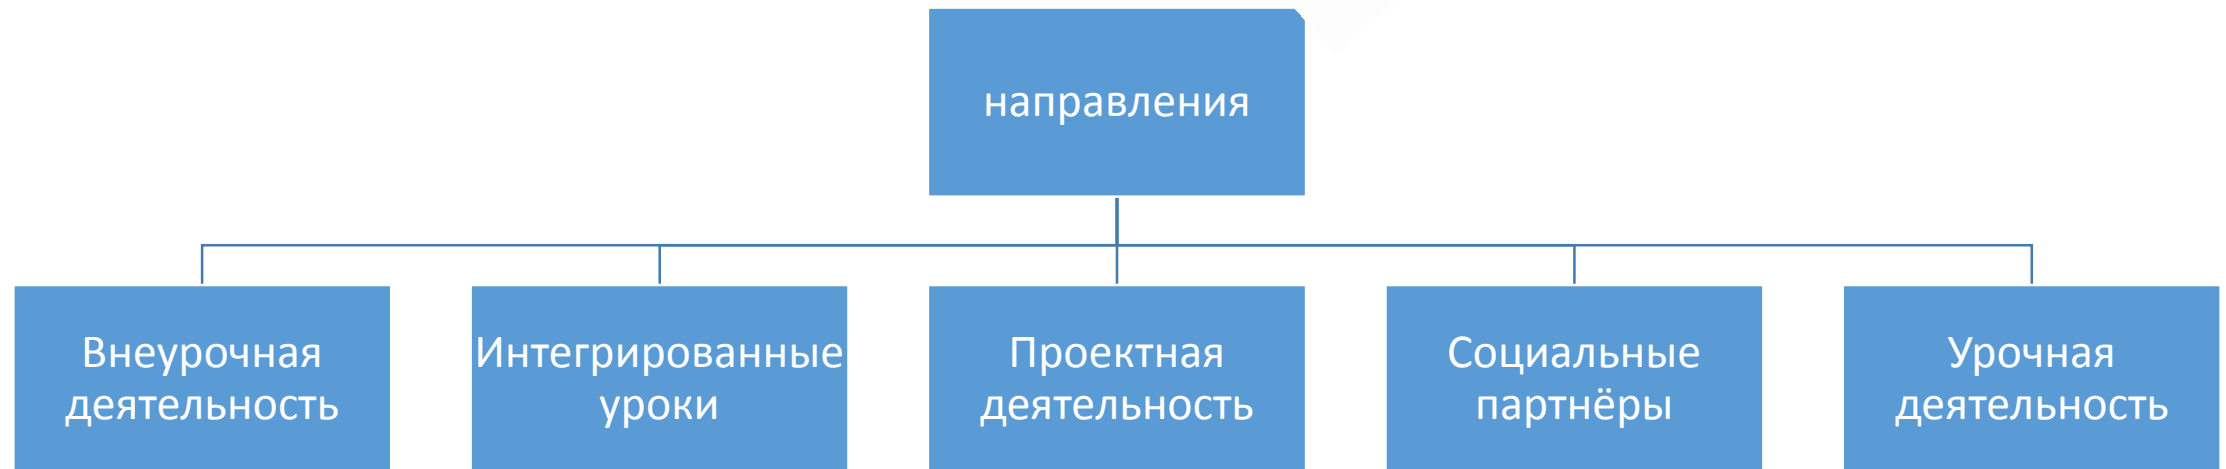 направления
Внеурочная
деятельность
Интегрированные
уроки
Проектная
деятельность
Социальные
партнёры
Урочная
деятельность